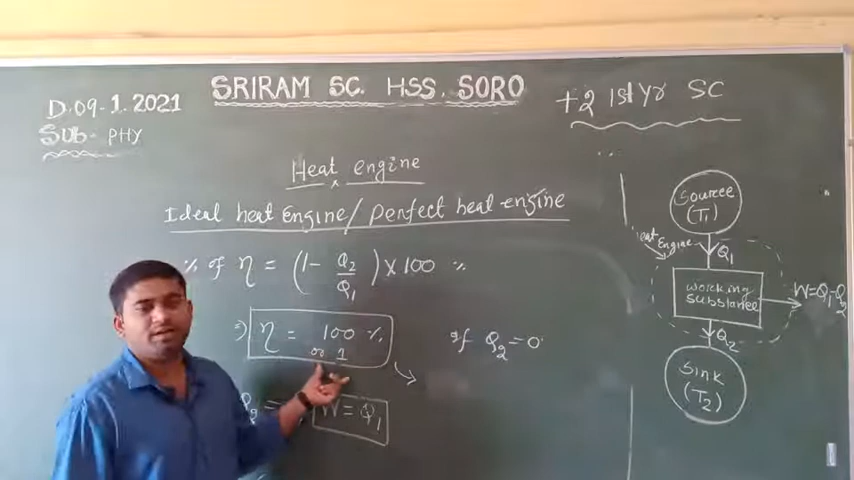 D.09-1.2021
SRIRAM SC. HSS. SORO
+2 1st Yr SC
Sub- PHY
Heat engine
Ideal heat Engine/ perfect heat engine
% of η = (1- Q2/Q1) × 100 %
⇒) η = 100 %
or 1
if Q2 = 0
W = Q1
Source
(T1)
Heat Engine
Q1
working
substance
W=Q1-Q2
Q2
Sink
(T2)